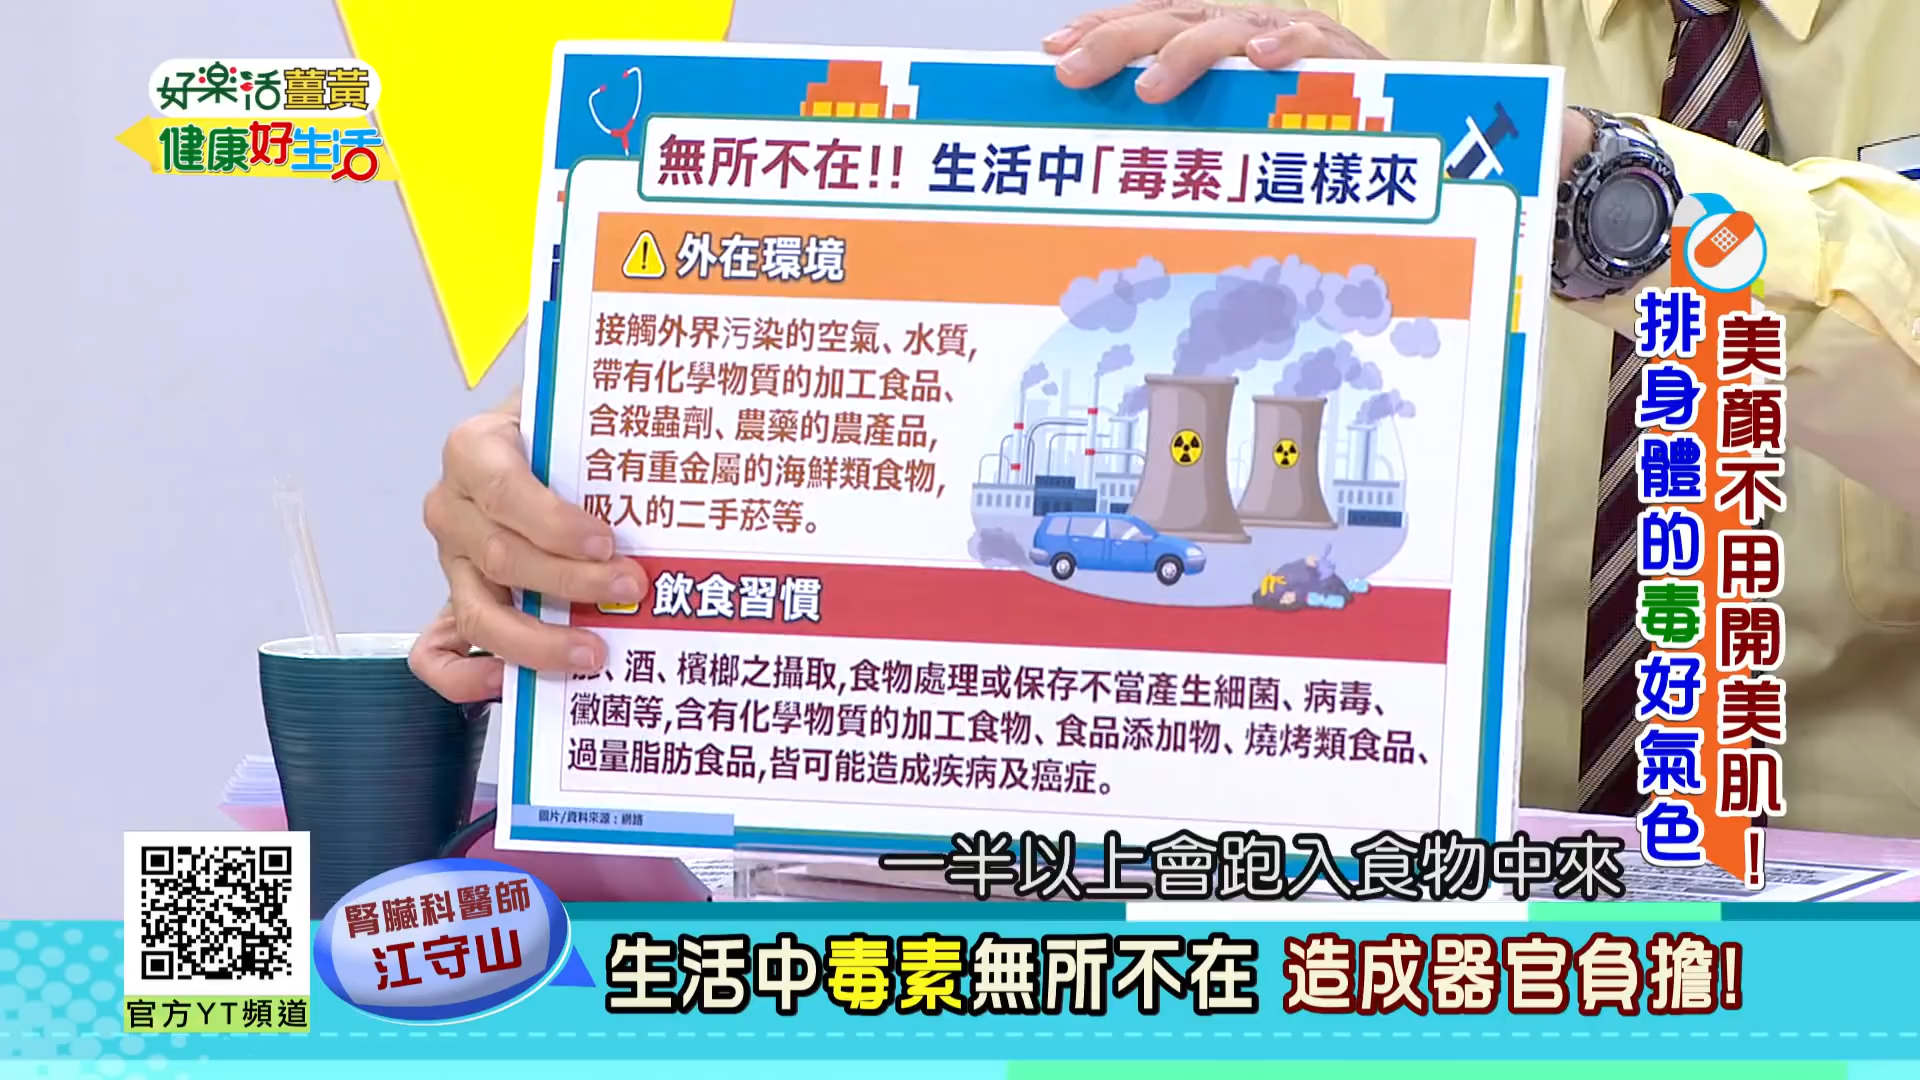 好樂活薑黃
健康好生活
無所不在!! 生活中「毒素」這樣來
外在環境
接觸外界污染的空氣、水質,
帶有化學物質的加工食品、
含殺蟲劑、農藥的農產品,
含有重金屬的海鮮類食物,
吸入的二手菸等。
飲食習慣
、酒、檳榔之攝取,食物處理或保存不當產生細菌、病毒、
黴菌等,含有化學物質的加工食物、食品添加物、燒烤類食品、
過量脂肪食品,皆可能造成疾病及癌症。
圖片/資料來源：網路
美顏不用開美肌！
排身體的毒好氣色
一半以上會跑入食物中來
腎臟科醫師
江守山
生活中毒素無所不在 造成器官負擔!
官方YT頻道